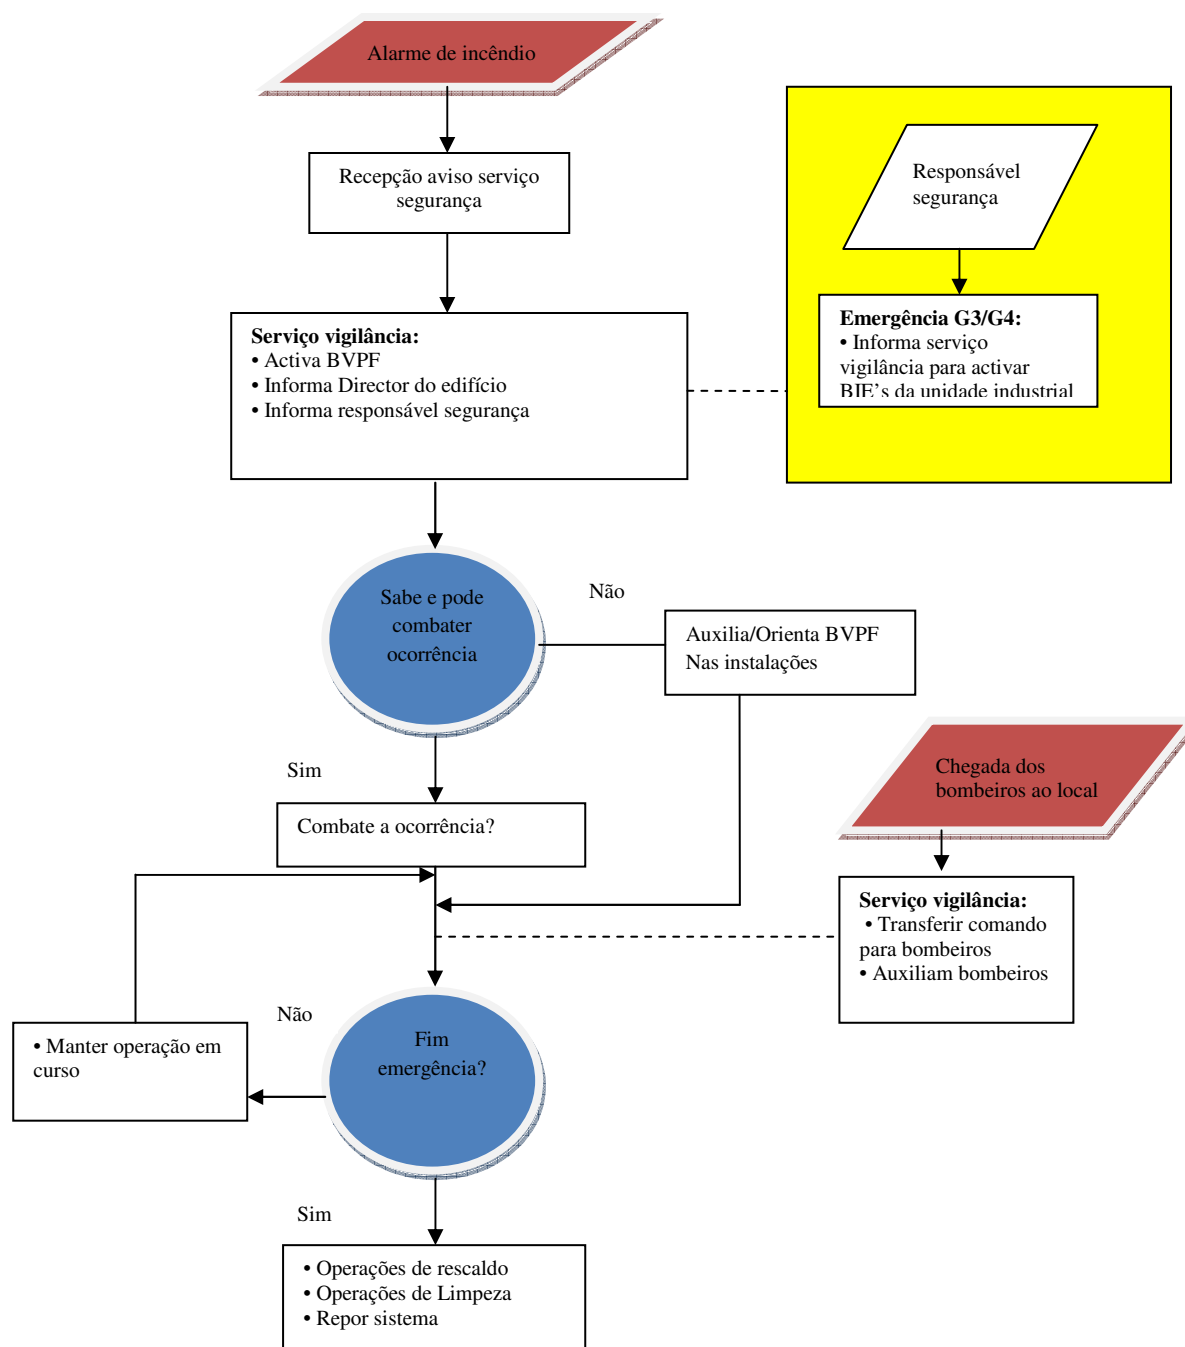 Alarme de incêndio
Recepção aviso serviço
segurança
Responsável
segurança
Emergência G3/G4:
• Informa serviço
vigilância para activar
BIE's da unidade industrial
Serviço vigilância:
• Activa BVPF
• Informa Director do edifício
• Informa responsável segurança
Sabe e pode
combater
ocorrência
Não
Auxilia/Orienta BVPF
Nas instalações
Sim
Combate a ocorrência?
Chegada dos
bombeiros ao local
Serviço vigilância:
• Transferir comando
para bombeiros
• Auxiliam bombeiros
Não
• Manter operação em
curso
Fim
emergência?
Sim
• Operações de rescaldo
• Operações de Limpeza
• Repor sistema